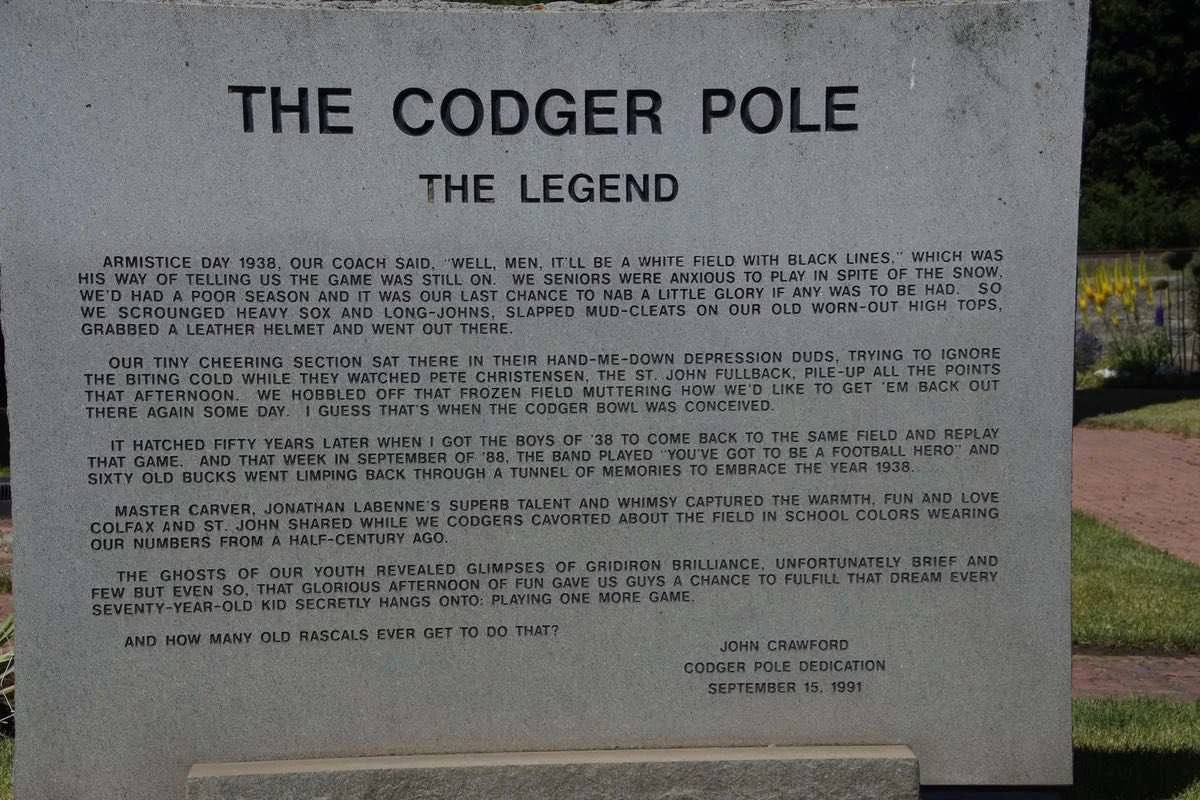 THE CODGER POLE
THE LEGEND
ARMISTICE DAY 1938, OUR COACH SAID, "WELL, MEN, IT'LL BE A WHITE FIELD WITH BLACK LINES," WHICH WAS
HIS WAY OF TELLING US THE GAME WAS STILL ON. WE SENIORS WERE ANXIOUS TO PLAY IN SPITE OF THE SNOW,
WE'D HAD A POOR SEASON AND IT WAS OUR LAST CHANCE TO NAB A LITTLE GLORY IF ANY WAS TO BE HAD. SO
WE SCROUNGED HEAVY SOX AND LONG-JOHNS, SLAPPED MUD-CLEATS ON OUR OLD WORN-OUT HIGH TOPS,
GRABBED A LEATHER HELMET AND WENT OUT THERE.
OUR TINY CHEERING SECTION SAT THERE IN THEIR HAND-ME-DOWN DEPRESSION DUDS, TRYING TO IGNORE
THE BITING COLD WHILE THEY WATCHED PETE CHRISTENSEN, THE ST. JOHN FULLBACK, PILE-UP ALL THE POINTS
THAT AFTERNOON. WE HOBBLED OFF THAT FROZEN FIELD MUTTERING HOW WE'D LIKE TO GET 'EM BACK OUT
THERE AGAIN SOME DAY. I GUESS THAT'S WHEN THE CODGER BOWL WAS CONCEIVED.
IT HATCHED FIFTY YEARS LATER WHEN I GOT THE BOYS OF '38 TO COME BACK TO THE SAME FIELD AND REPLAY
THAT GAME. AND THAT WEEK IN SEPTEMBER OF '88, THE BAND PLAYED "YOU'VE GOT TO BE A FOOTBALL HERO" AND
SIXTY OLD BUCKS WENT LIMPING BACK THROUGH A TUNNEL OF MEMORIES TO EMBRACE THE YEAR 1938.
MASTER CARVER, JONATHAN LABENNE'S SUPERB TALENT AND WHIMSY CAPTURED THE WARMTH, FUN AND LOVE
COLFAX AND ST. JOHN SHARED WHILE WE CODGERS CAVORTED ABOUT THE FIELD IN SCHOOL COLORS WEARING
OUR NUMBERS FROM A HALF-CENTURY AGO.
THE GHOSTS OF OUR YOUTH REVEALED GLIMPSES OF GRIDIRON BRILLIANCE, UNFORTUNATELY BRIEF AND
FEW BUT EVEN SO, THAT GLORIOUS AFTERNOON OF FUN GAVE US GUYS A CHANCE TO FULFILL THAT DREAM EVERY
SEVENTY-YEAR-OLD KID SECRETLY HANGS ONTO: PLAYING ONE MORE GAME.
AND HOW MANY OLD RASCALS EVER GET TO DO THAT?
JOHN CRAWFORD
CODGER POLE DEDICATION
SEPTEMBER 15, 1991